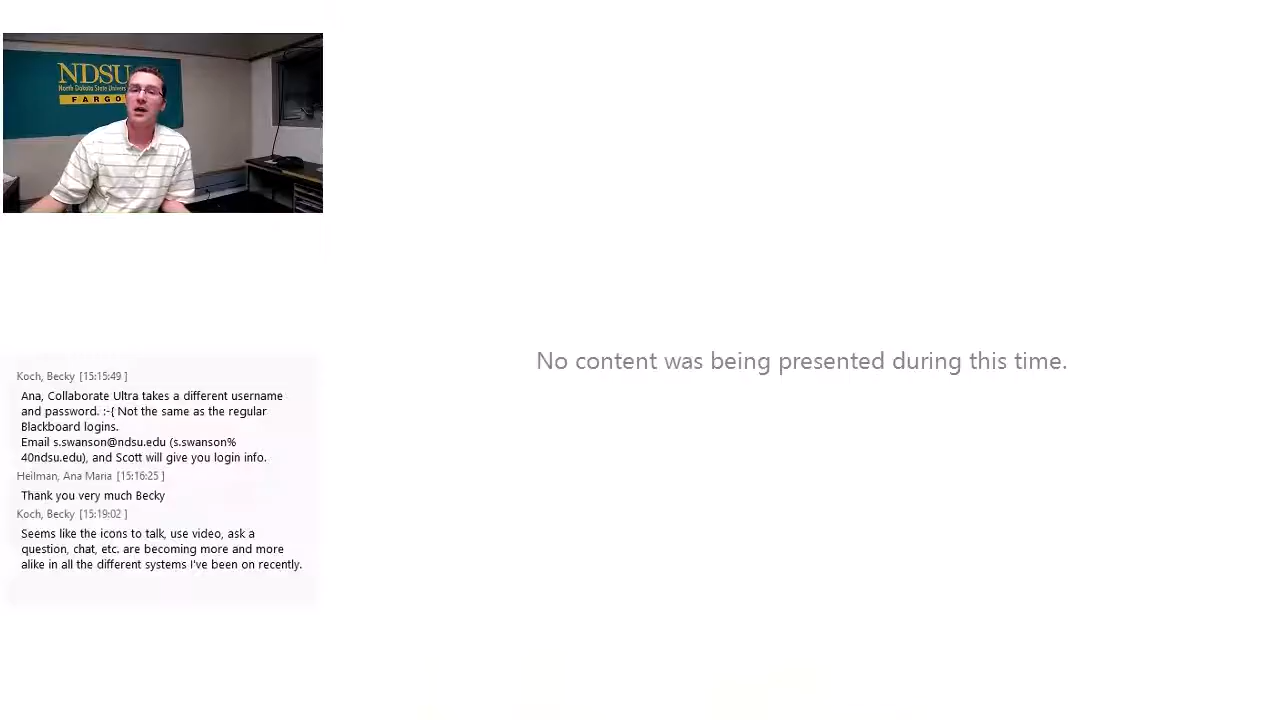 NDSU
North Dakota State Univers
FARGO
Koch, Becky [15:15:49 ]
Ana, Collaborate Ultra takes a different username
and password. :-{ Not the same as the regular
Blackboard logins.
Email s.swanson@ndsu.edu (s.swanson%
40ndsu.edu), and Scott will give you login info.
Heilman, Ana Maria [15:16:25 ]
Thank you very much Becky
Koch, Becky [15:19:02 ]
Seems like the icons to talk, use video, ask a
question, chat, etc. are becoming more and more
alike in all the different systems I've been on recently.
No content was being presented during this time.